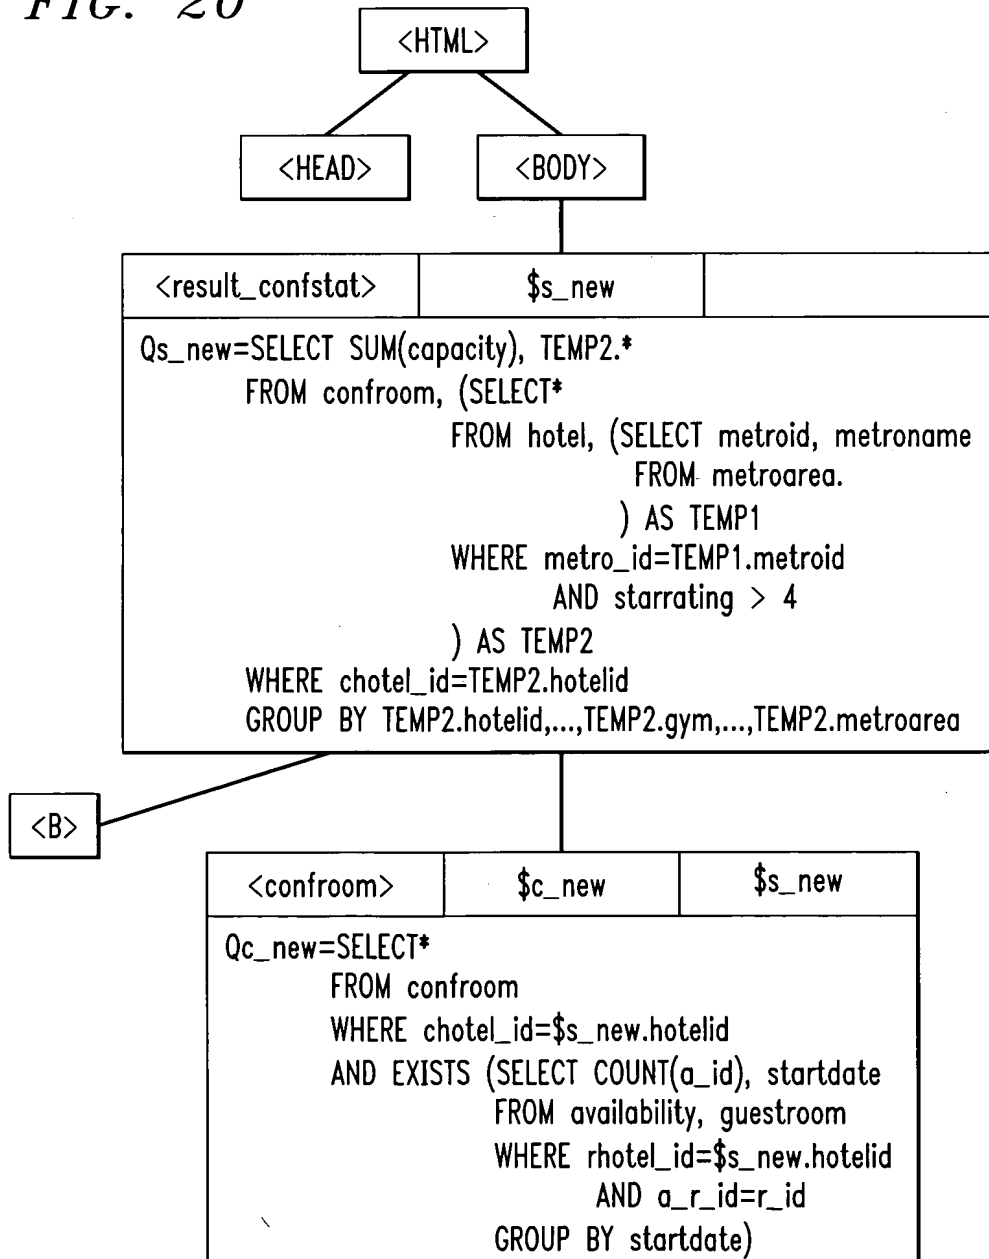 FIG. 20
<HTML>
<HEAD> <BODY>
<result_confstat> $s_new
Qs_new=SELECT SUM(capacity), TEMP2.*
FROM confroom, (SELECT*
FROM hotel, (SELECT metroid, metroname
FROM metroarea.
) AS TEMP1
WHERE metro_id=TEMP1.metroid
AND starrating > 4
) AS TEMP2
WHERE chotel_id=TEMP2.hotelid
GROUP BY TEMP2.hotelid,...,TEMP2.gym,...,TEMP2.metroarea
<B>
<confroom> $c_new $s_new
Qc_new=SELECT*
FROM confroom
WHERE chotel_id=$s_new.hotelid
AND EXISTS (SELECT COUNT(a_id), startdate
FROM availability, guestroom
WHERE rhotel_id=$s_new.hotelid
AND a_r_id=r_id
GROUP BY startdate)